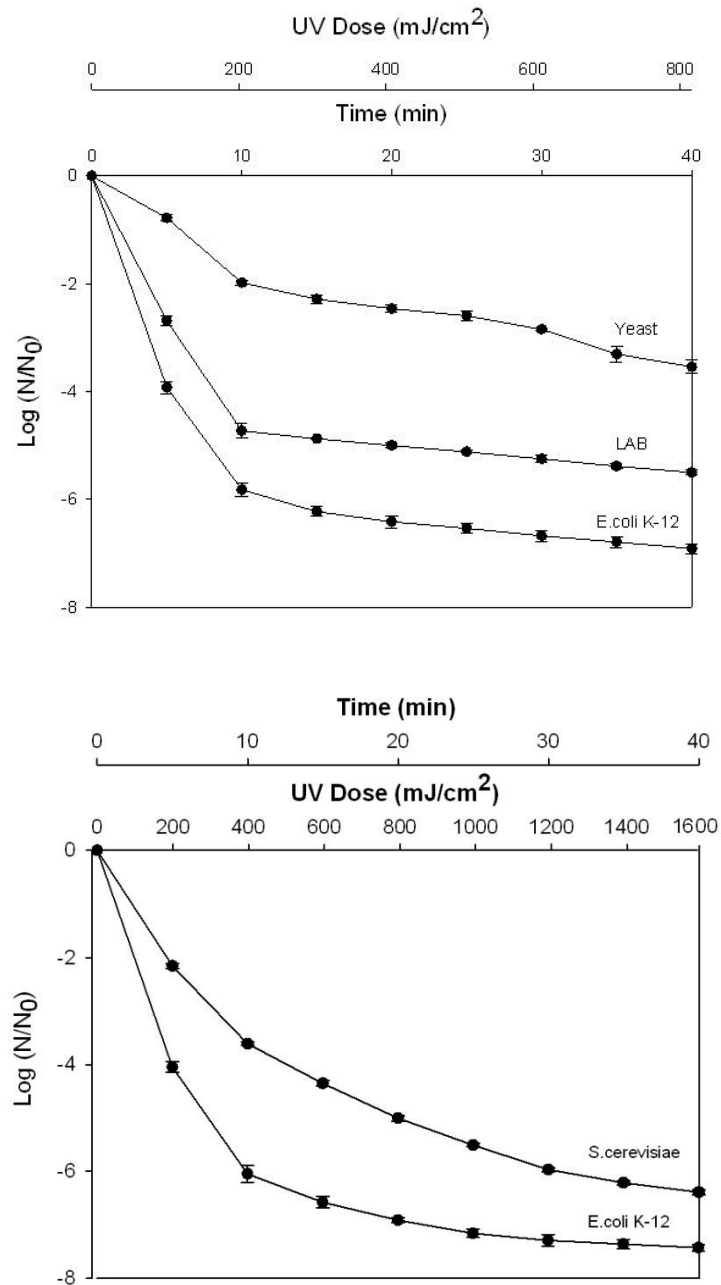 UV Dose (mJ/cm2)
0 200 400 600 800
Time (min)
0 10 20 30 40
0
-2
-4
-6
-8
Log (N/N0)
Yeast
LAB
E.coli K-12
Time (min)
0 10 20 30 40
UV Dose (mJ/cm2)
0 200 400 600 800 1000 1200 1400 1600
0
-2
-4
-6
-8
Log (N/N0)
S.cerevisiae
E.coli K-12